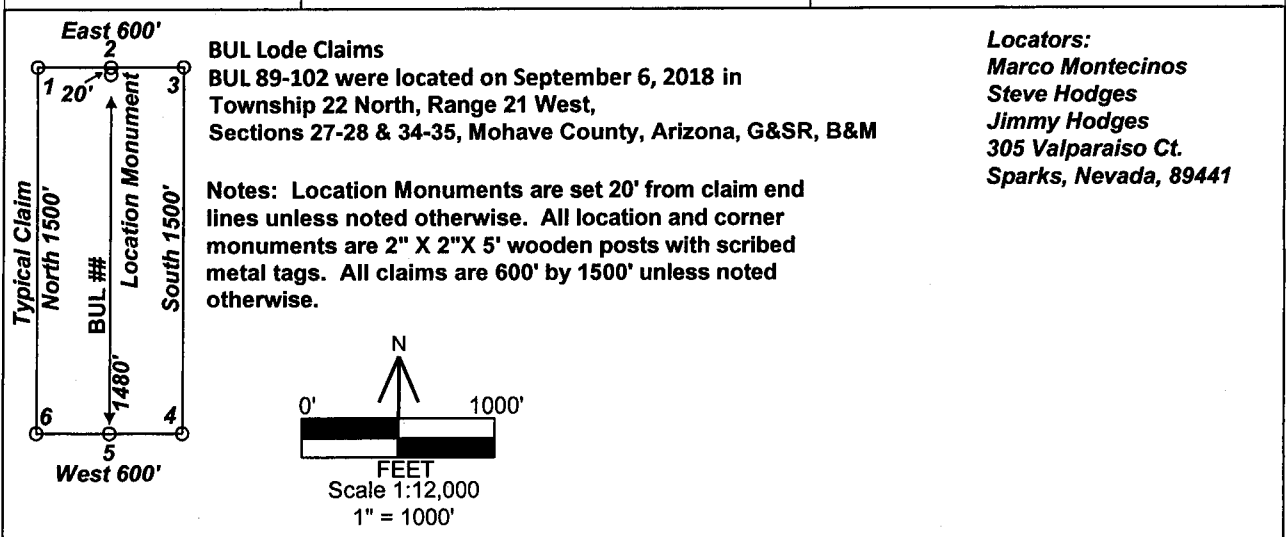 East 600'
2
1
20'
3
Typical Claim
North 1500'
BUL ##
Location Monument
South 1500'
1480'
6
4
5
West 600'
BUL Lode Claims
BUL 89-102 were located on September 6, 2018 in
Township 22 North, Range 21 West,
Sections 27-28 & 34-35, Mohave County, Arizona, G&SR, B&M
Notes: Location Monuments are set 20' from claim end
lines unless noted otherwise. All location and corner
monuments are 2" X 2"X 5' wooden posts with scribed
metal tags. All claims are 600' by 1500' unless noted
otherwise.
N
0' 1000'
FEET
Scale 1:12,000
1" = 1000'
Locators:
Marco Montecinos
Steve Hodges
Jimmy Hodges
305 Valparaiso Ct.
Sparks, Nevada, 89441